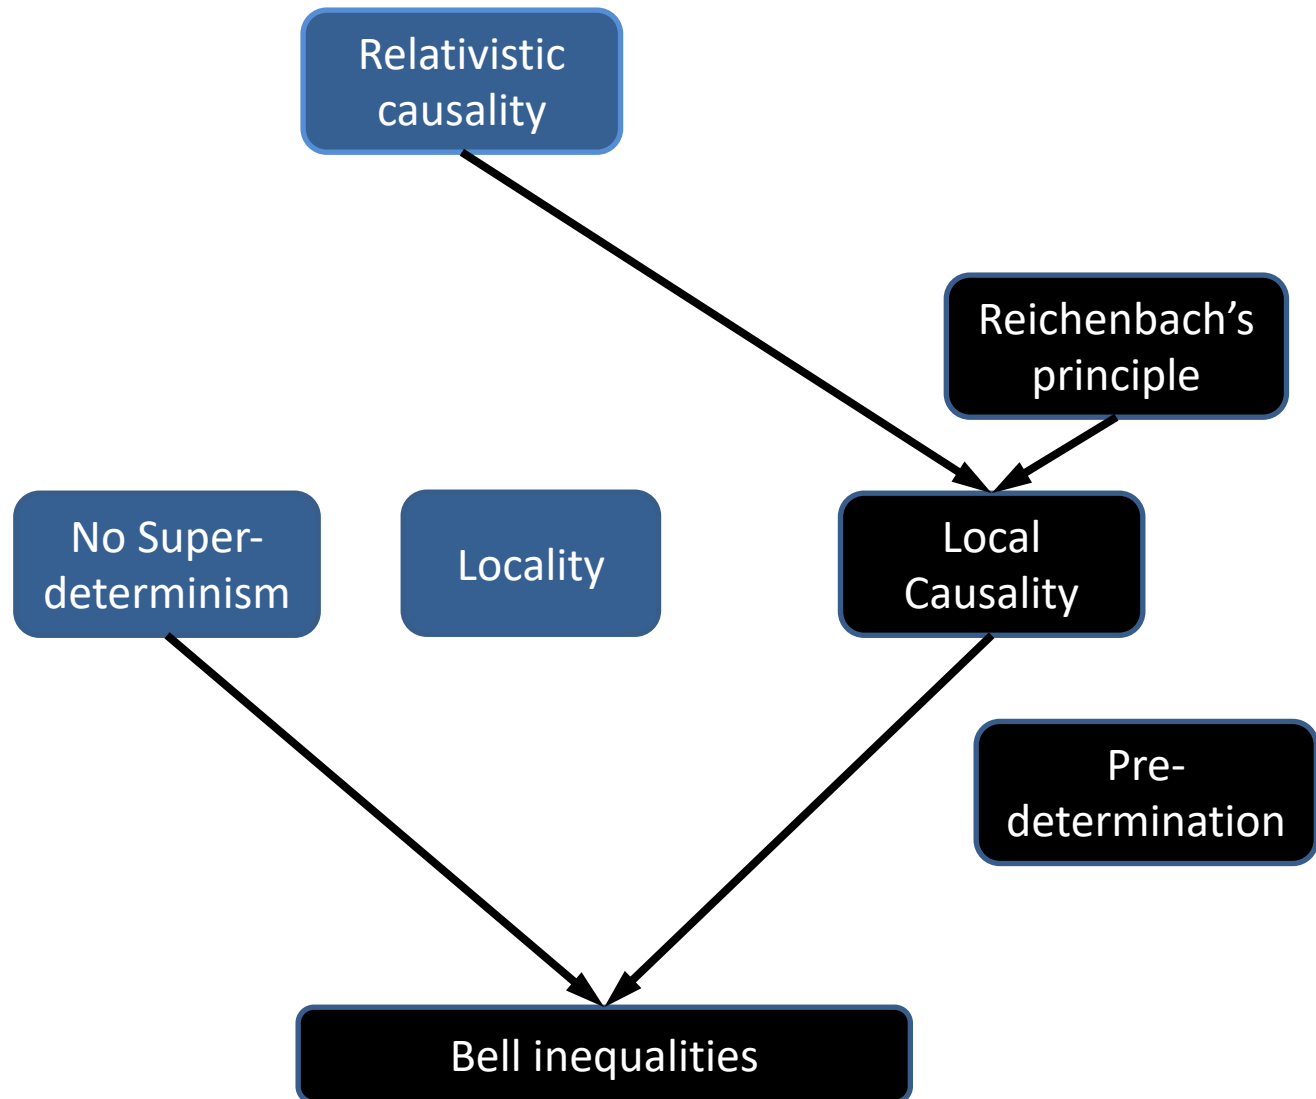 Relativistic
causality
Reichenbach’s
principle
No Super-
determinism
Locality
Local
Causality
Pre-
determination
Bell inequalities